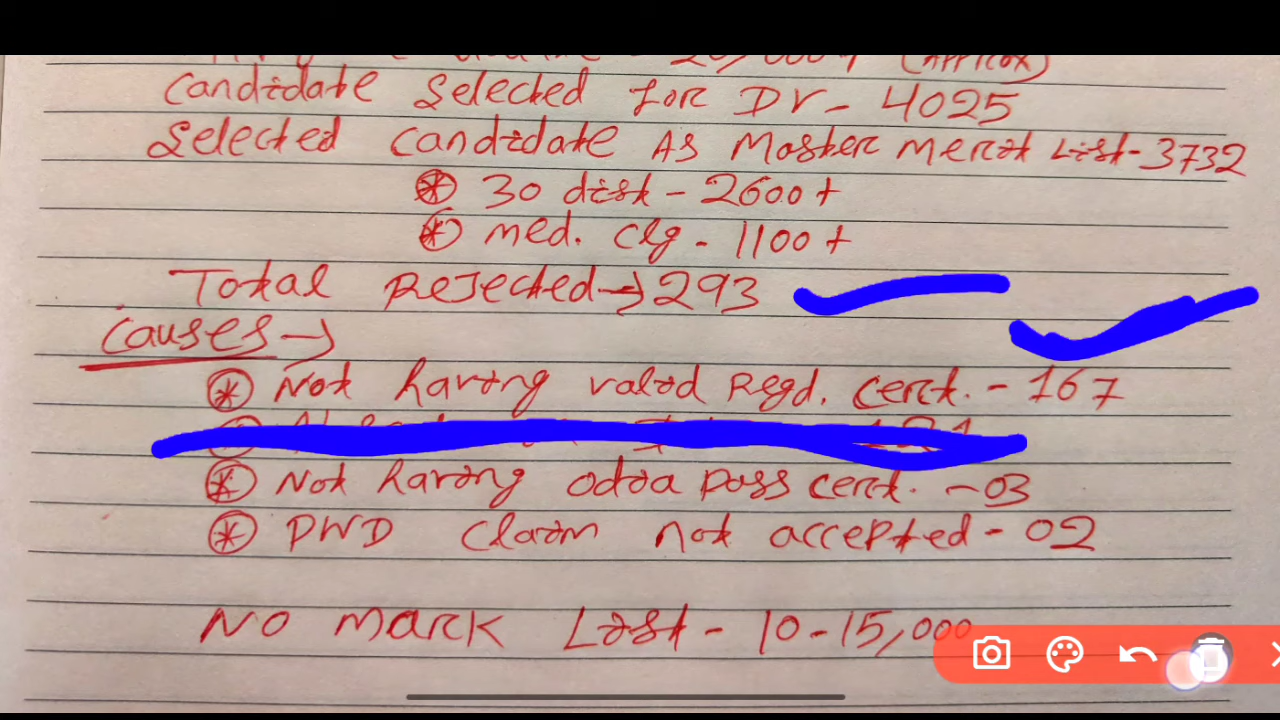 (Approx)
Candidate Selected for DV- 4025
Selected Candidate As Master merit List-3732
* 30 dist - 2600+
* med. clg - 1100+
Total Rejected→293
Causes→
* Not having valid Regd. cert. - 167
* Not having odia pass cert. -03
* PWD Claim not accepted - 02
No mark List - 10-15,000